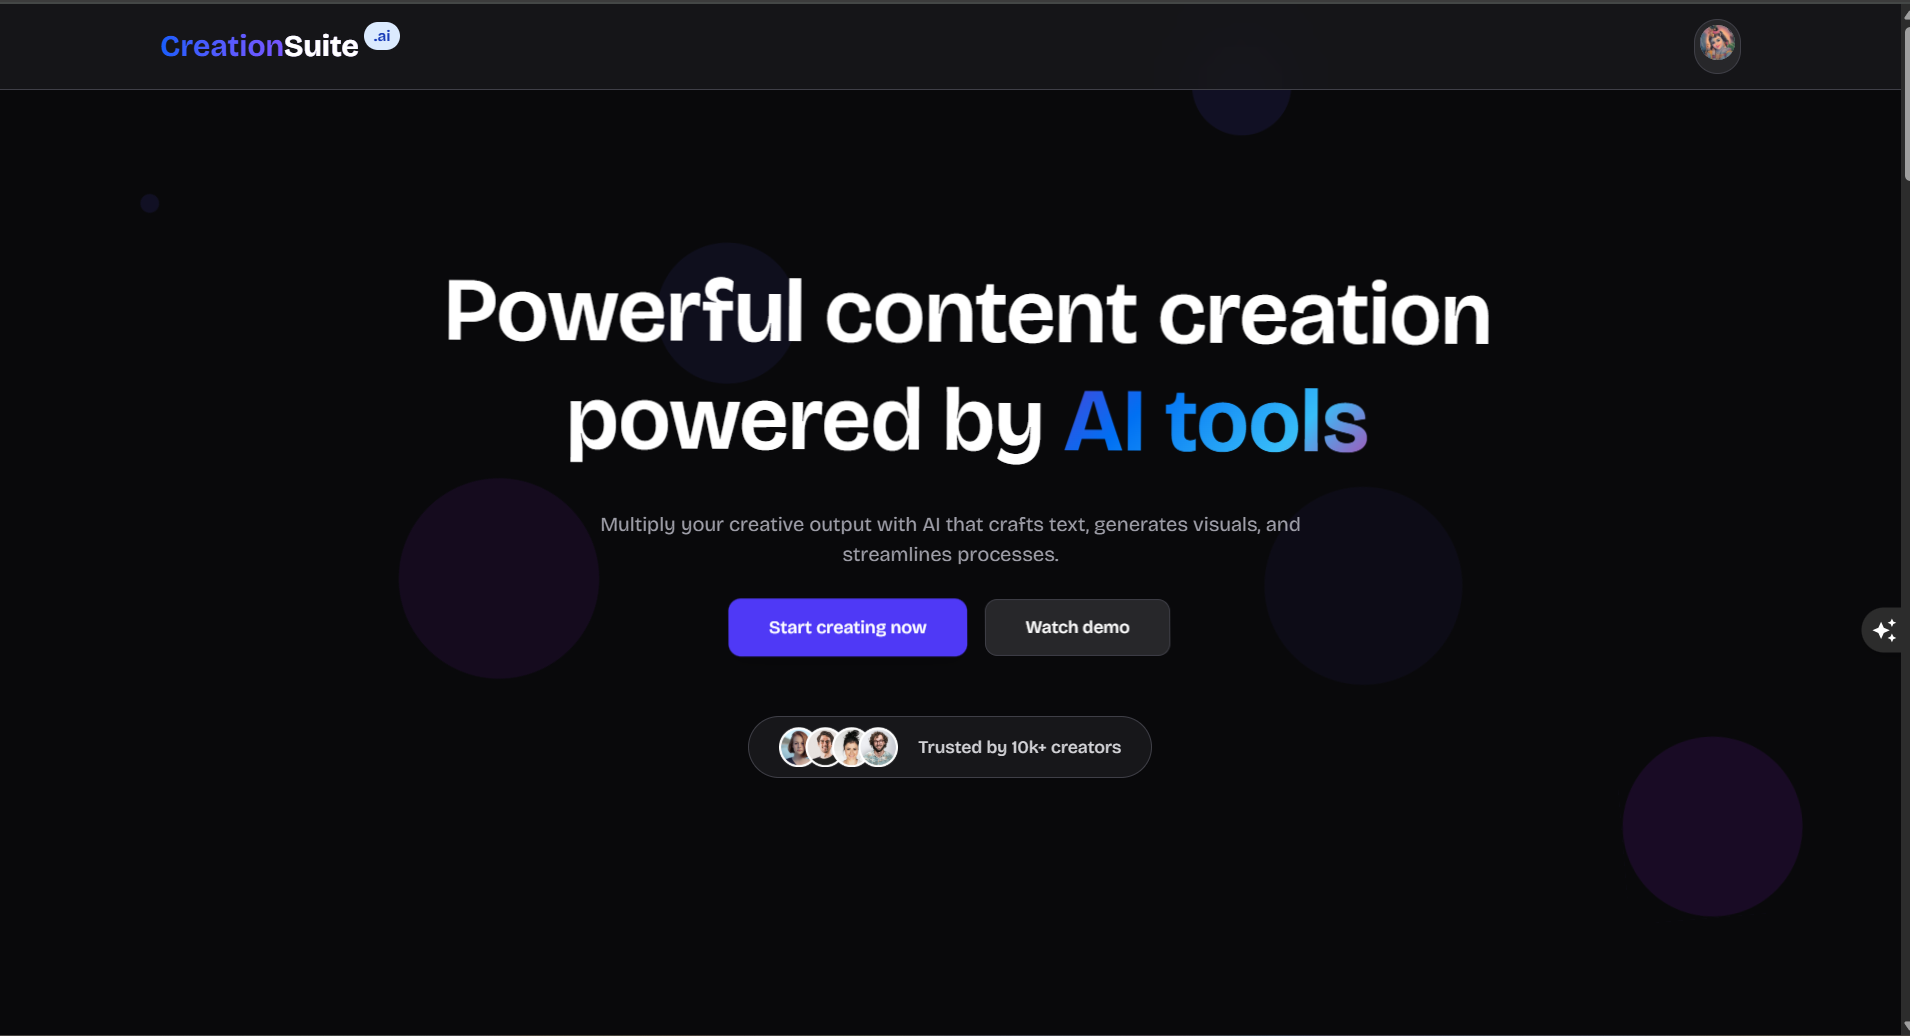 CreationSuite .ai
Powerful content creation
powered by AI tools
Multiply your creative output with AI that crafts text, generates visuals, and
streamlines processes.
Start creating now
Watch demo
Trusted by 10k+ creators